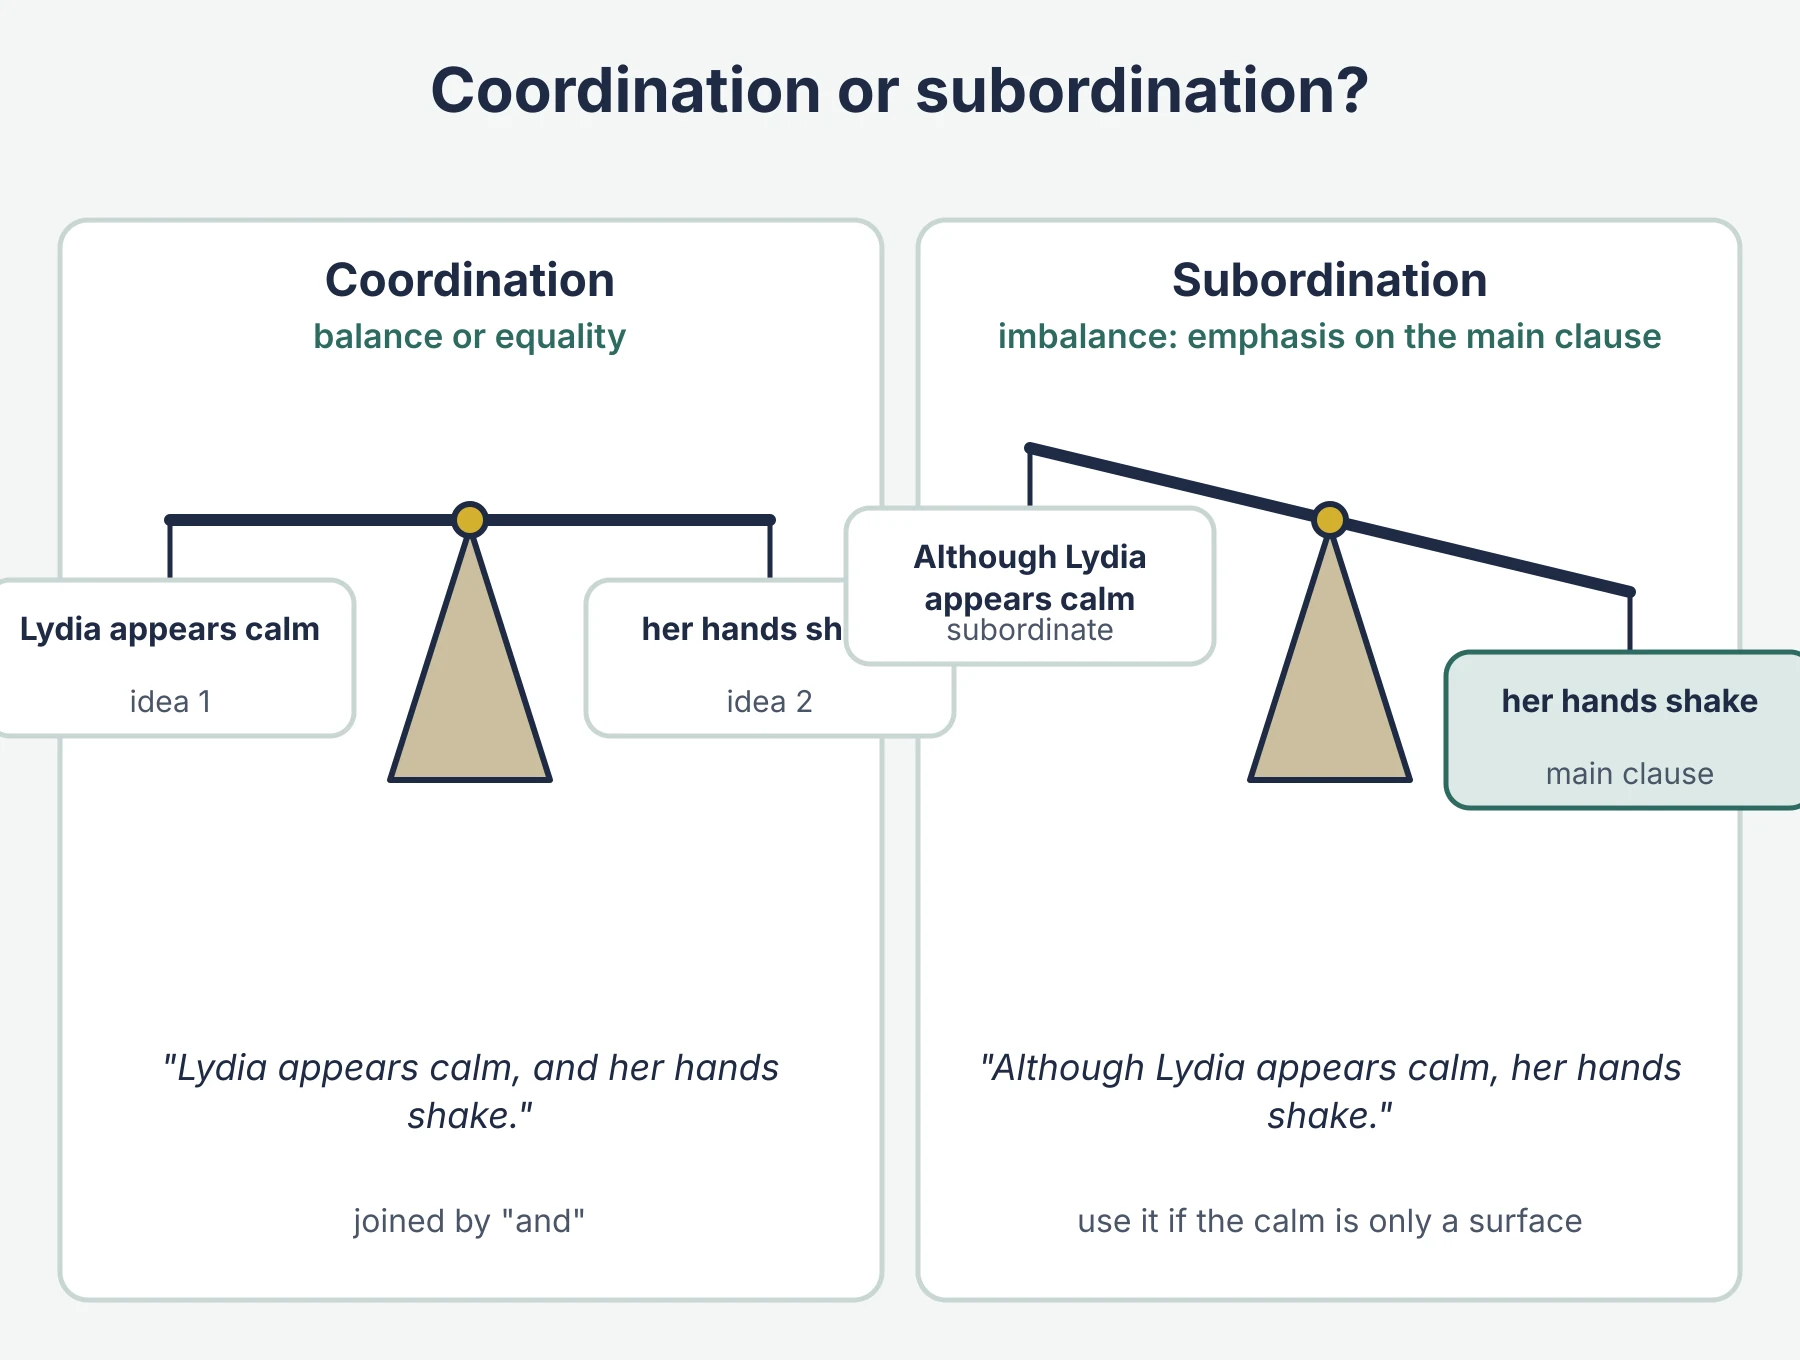 Coordination or subordination?
Coordination
balance or equality
Lydia appears calm
idea 1
her hands sh
idea 2
"Lydia appears calm, and her hands
shake."
joined by "and"
Subordination
imbalance: emphasis on the main clause
Although Lydia
appears calm
subordinate
her hands shake
main clause
"Although Lydia appears calm, her hands
shake."
use it if the calm is only a surface